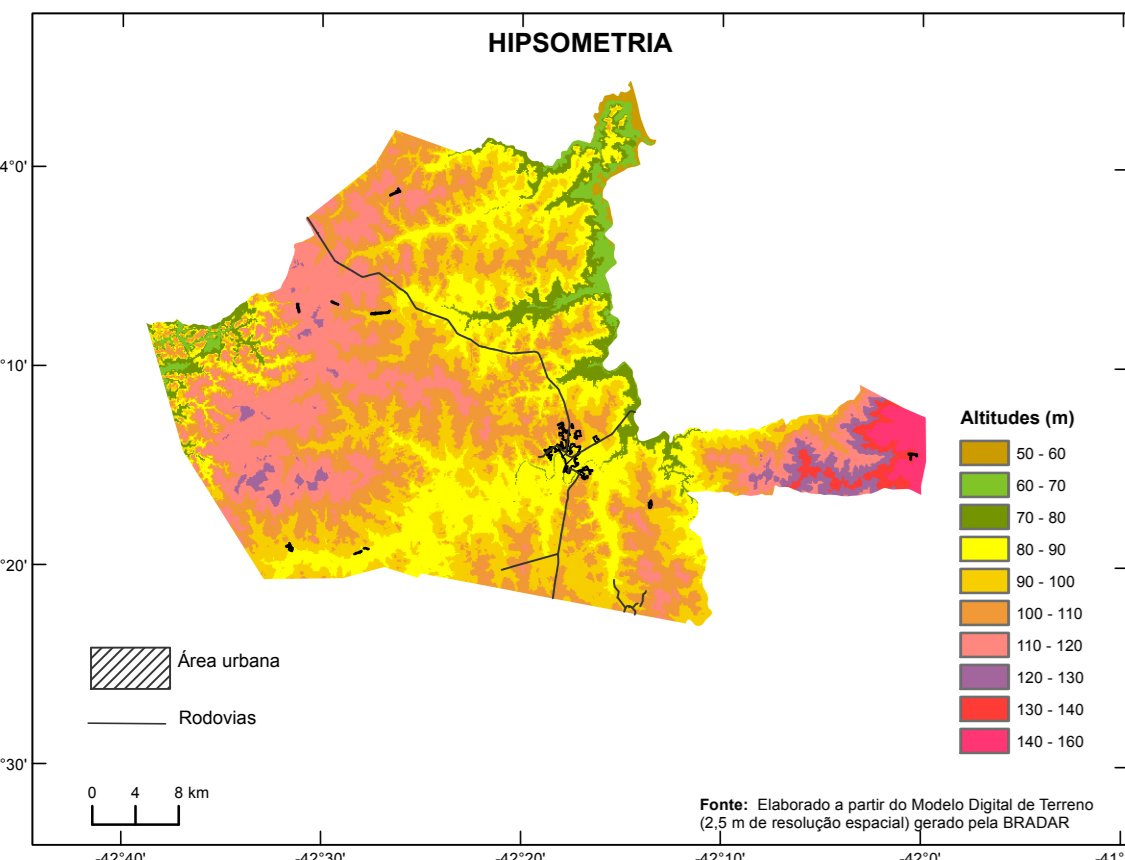 HIPSOMETRIA
4°0'
°10'
°20'
°30'
Altitudes (m)
50 - 60
60 - 70
70 - 80
80 - 90
90 - 100
100 - 110
110 - 120
120 - 130
130 - 140
140 - 160
Área urbana
Rodovias
0 4 8 km
Fonte: Elaborado a partir do Modelo Digital de Terreno
(2,5 m de resolução espacial) gerado pela BRADAR
-42°40' -42°30' -42°20' -42°10' -42°0' -41°